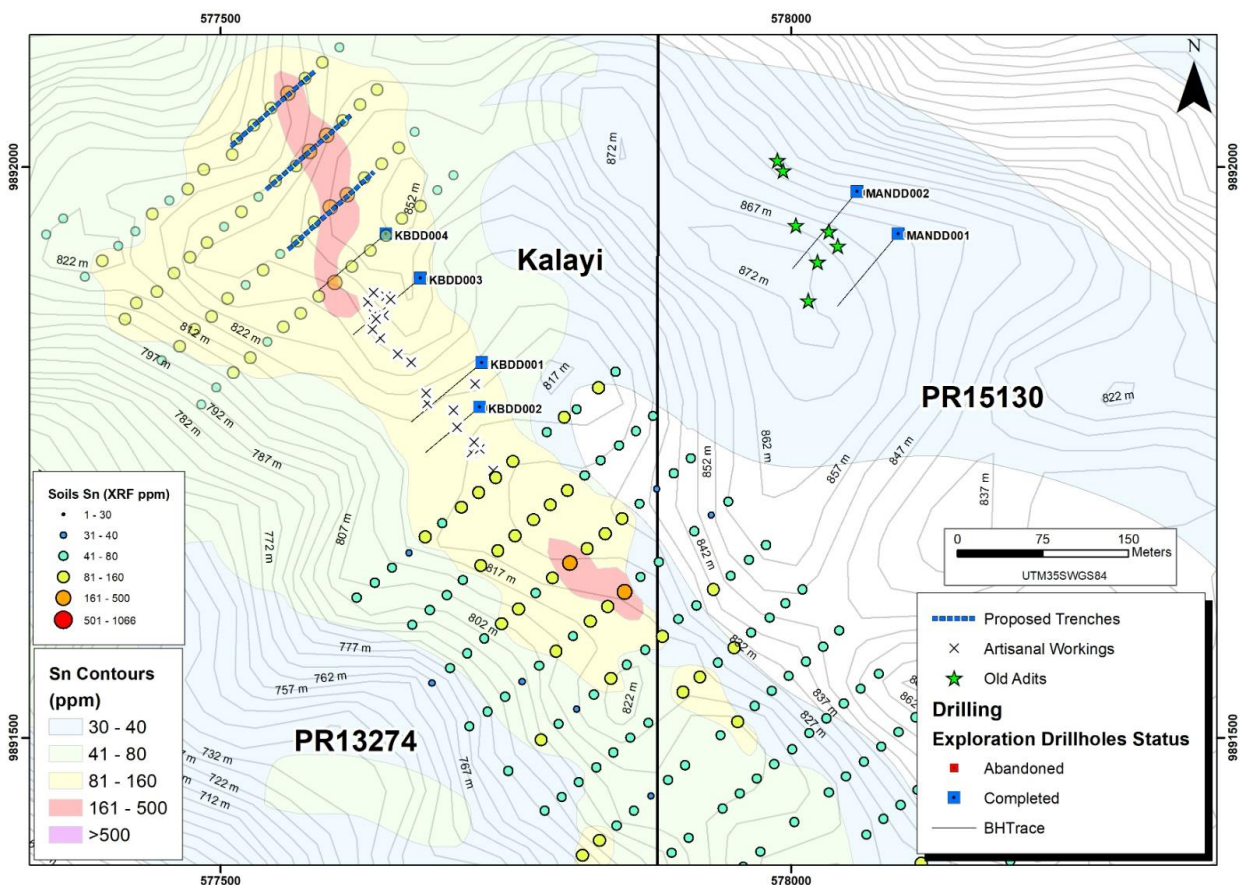 577500
578000
N
9892000
9892000
872 m
867 m
MANDD002
MANDD001
852 m
KBDD004
Kalayi
822 m
KBDD003
872 m
812 m
822 m
797 m
KBDD001
817 m
PR15130
822 m
792 m
782 m
KBDD002
862 m
847 m
787 m
852 m
857 m
837 m
Soils Sn (XRF ppm)
1 - 30
31 - 40
41 - 80
81 - 160
161 - 500
501 - 1066
807 m
772 m
842 m
817 m
0 75 150
Meters
UTM35SWGS84
802 m
832 m
777 m
762 m
757 m
822 m
837 m
827 m
862
Sn Contours
(ppm)
30 - 40
41 - 80
81 - 160
161 - 500
>500
PR13274
732 m
722 m
712 m
767 m
9891500
9891500
Proposed Trenches
Artisanal Workings
Old Adits
Drilling
Exploration Drillholes Status
Abandoned
Completed
BHTrace
577500
578000